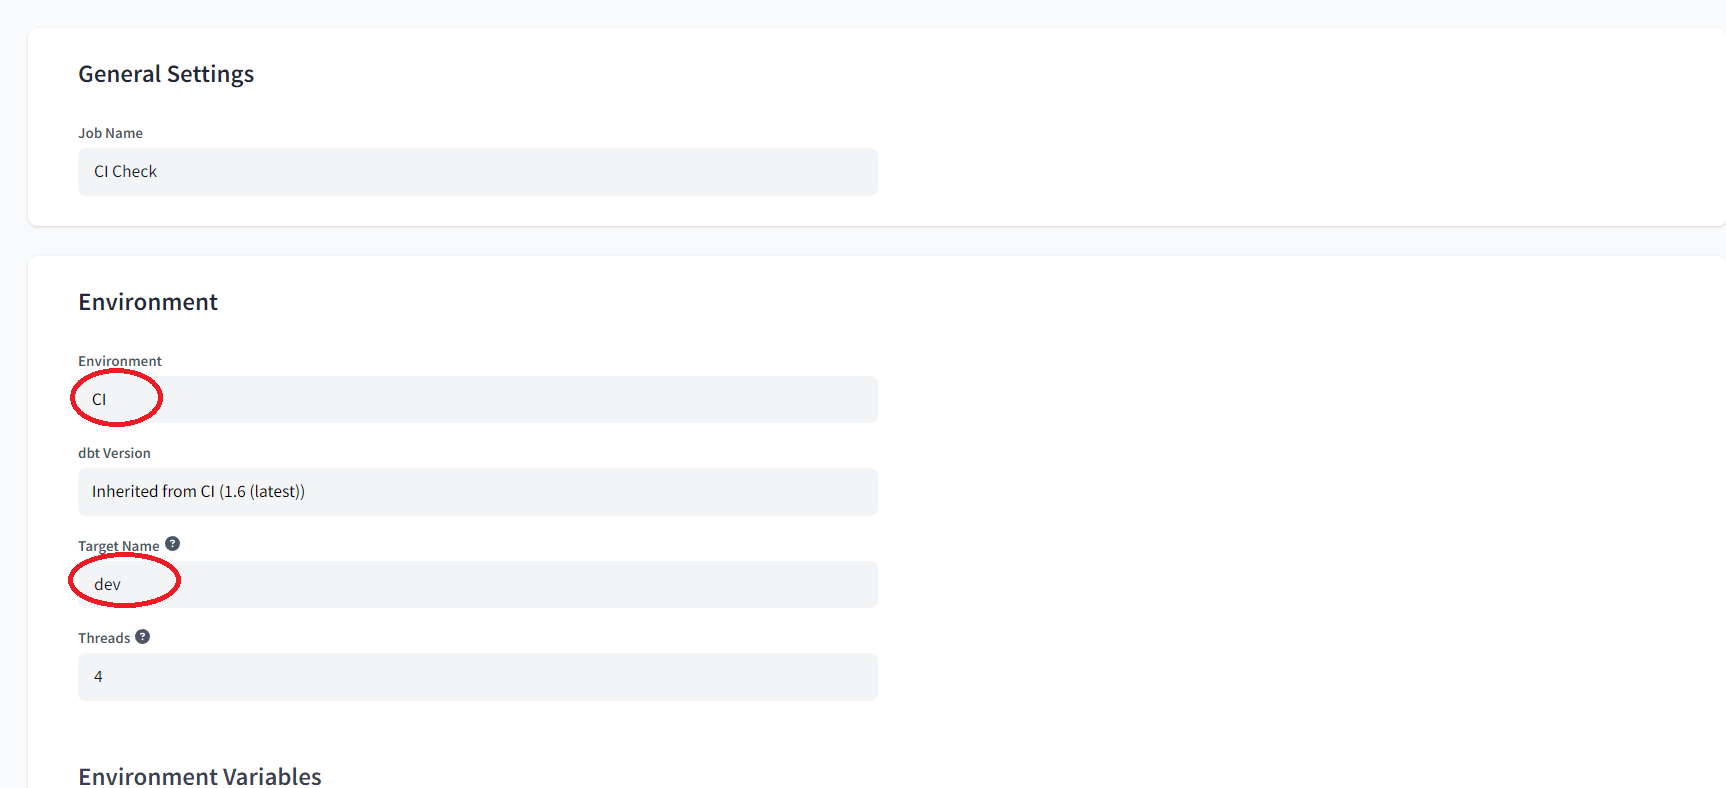 General Settings
Job Name
CI Check
Environment
Environment
CI
dbt Version
Inherited from CI (1.6 (latest))
Target Name ?
dev
Threads ?
4
Environment Variables